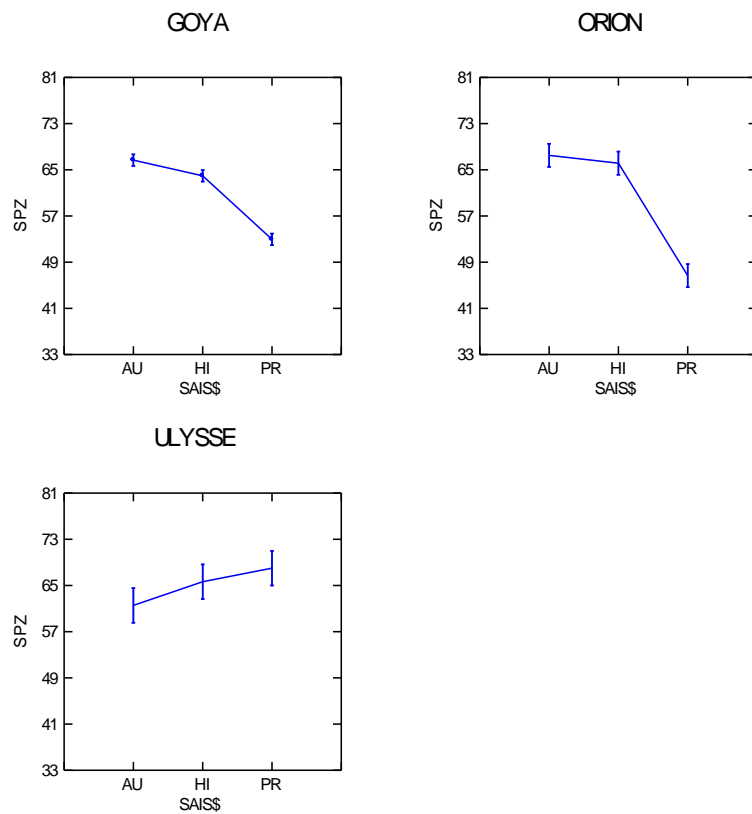 GOYA
81
73
65
57
49
41
33
SPZ
AU HI PR
SAIS$
ORION
81
73
65
57
49
41
33
SPZ
AU HI PR
SAIS$
ULYSSE
81
73
65
57
49
41
33
SPZ
AU HI PR
SAIS$